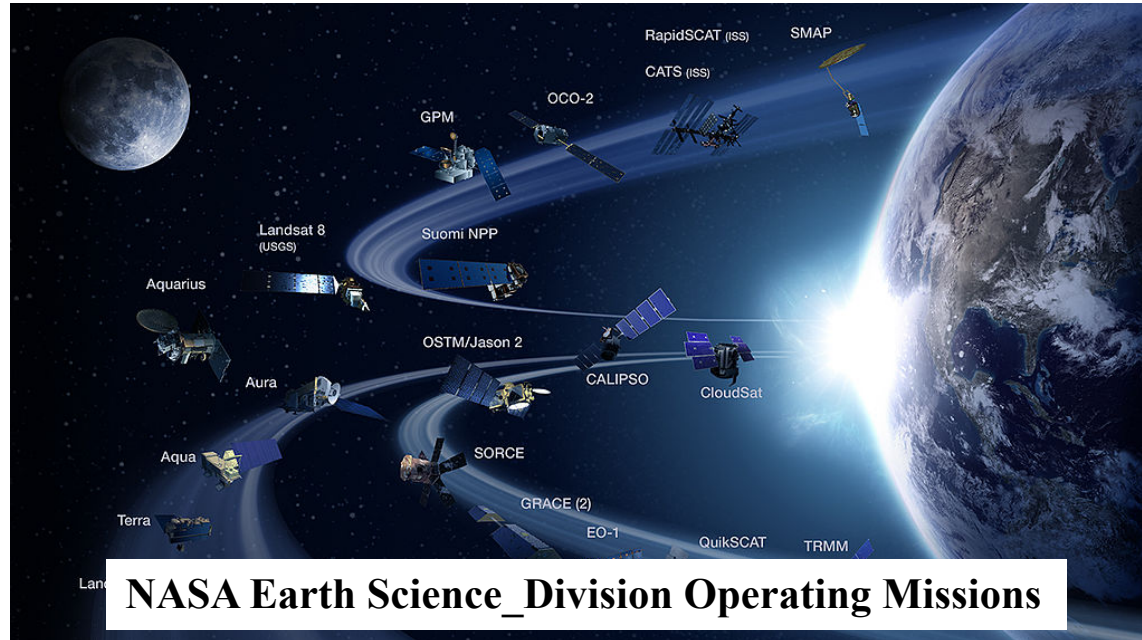 RapidSCAT (ISS)
SMAP
CATS (ISS)
OCO-2
GPM
Landsat 8
(USGS)
Suomi NPP
Aquarius
OSTM/Jason 2
Aura
CALIPSO
CloudSat
Aqua
SORCE
GRACE (2)
Terra
EO-1
QuikSCAT
TRMM
Lan
NASA Earth Science_Division Operating Missions